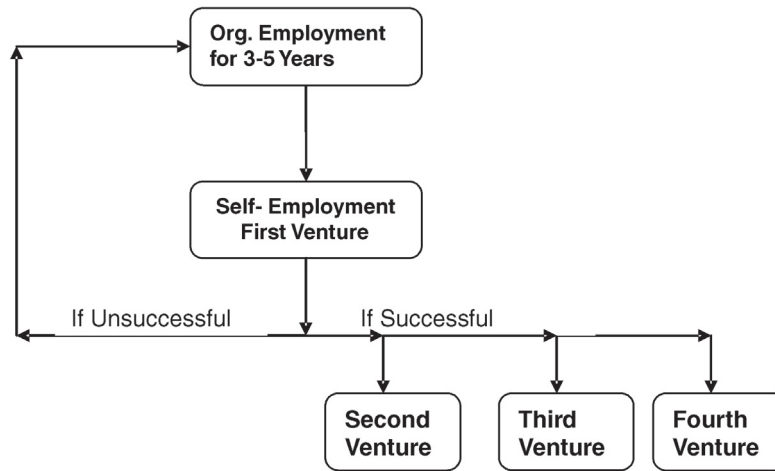 Org. Employment
for 3-5 Years
Self- Employment
First Venture
If Unsuccessful
If Successful
Second
Venture
Third
Venture
Fourth
Venture